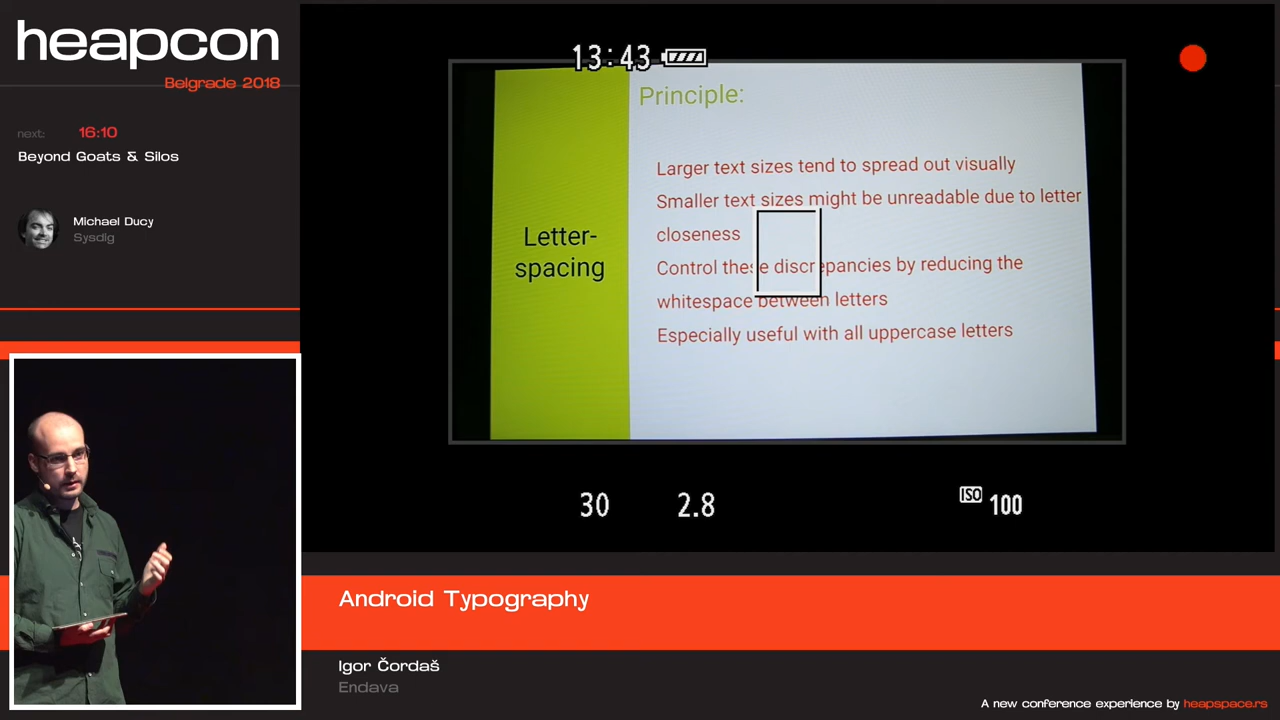 heapcon
Belgrade 2018
next: 16:10
Beyond Goats & Silos
Michael Ducy
Sysdig
13:43
Principle:
Letter-
spacing
Larger text sizes tend to spread out visually
Smaller text sizes might be unreadable due to letter
closeness
Control these discrepancies by reducing the
whitespace between letters
Especially useful with all uppercase letters
30 2.8 ISO 100
Android Typography
Igor Čordaš
Endava
A new conference experience by heapspace.rs